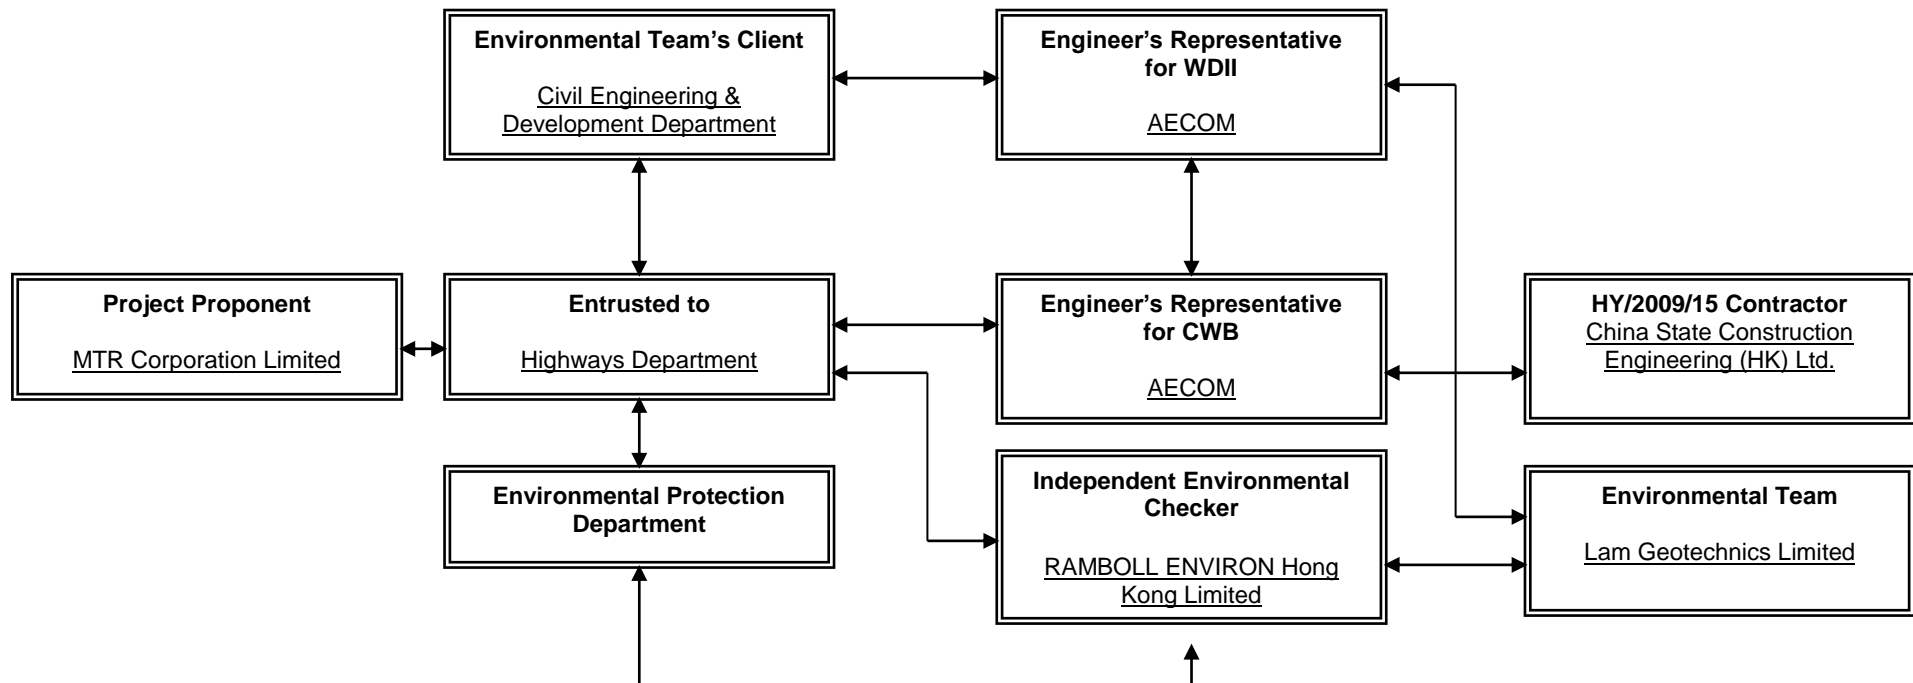 Environmental Team’s Client
Civil Engineering &
Development Department
Engineer’s Representative
for WDII
AECOM
Project Proponent
MTR Corporation Limited
Entrusted to
Highways Department
Engineer’s Representative
for CWB
AECOM
HY/2009/15 Contractor
China State Construction
Engineering (HK) Ltd.
Environmental Protection
Department
Independent Environmental
Checker
RAMBOLL ENVIRON Hong
Kong Limited
Environmental Team
Lam Geotechnics Limited